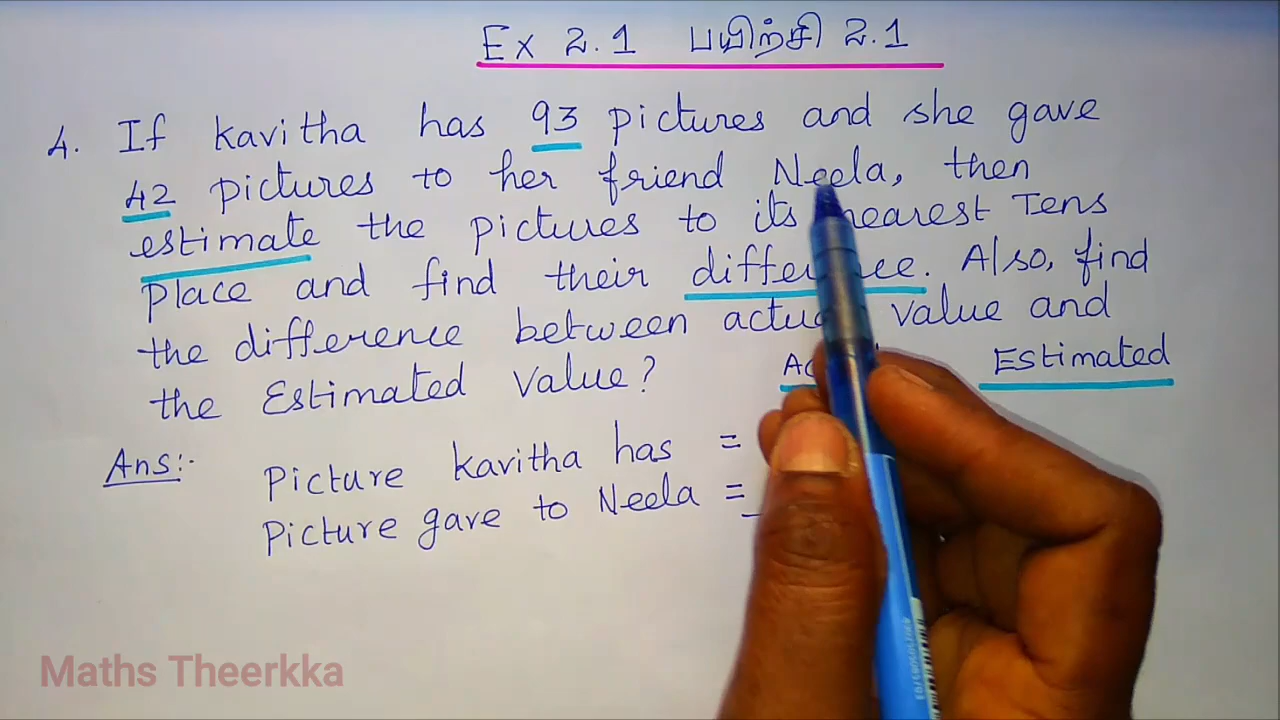 Ex 2.1 பயிற்சி 2.1
4. If kavitha has 93 pictures and she gave
42 pictures to her friend Neela, then
estimate the pictures to its nearest Tens
place and find their difference. Also, find
the difference between actual value and
the Estimated value?
Estimated
Ans:-
Picture kavitha has =
Picture gave to Neela =
Maths Theerkka